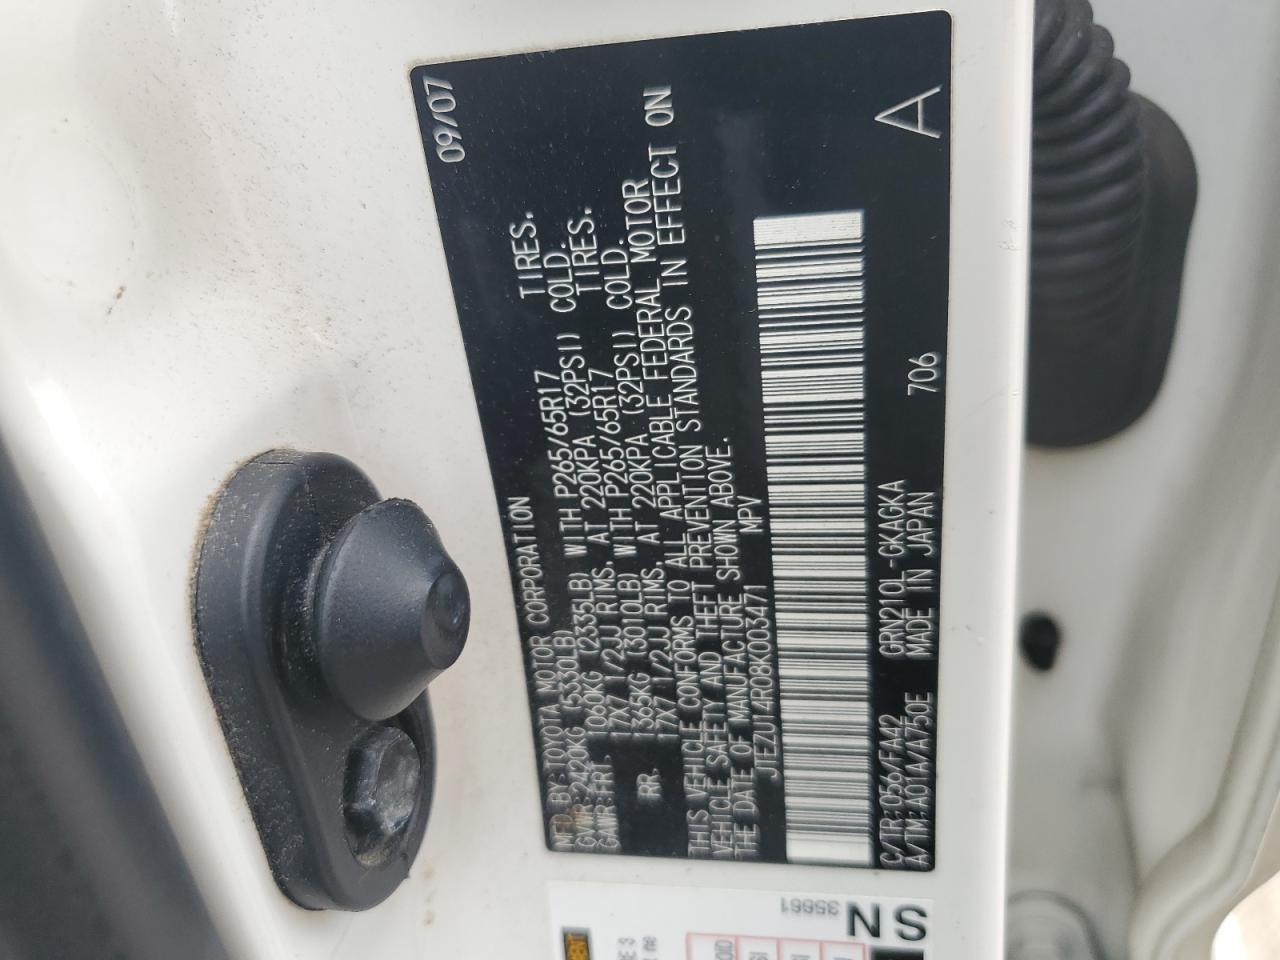 MFD. BY: TOYOTA MOTOR CORPORATION 09/07
GVWR: 2420KG (5330LB)
GAWR: FRT. 1060KG (2335LB) WITH P265/65R17 TIRES.
17X7 1/2JJ RIMS, AT 220KPA (32PSI) COLD.
RR. 1365KG (3010LB) WITH P265/65R17 TIRES.
17X7 1/2JJ RIMS, AT 220KPA (32PSI) COLD.
THIS VEHICLE CONFORMS TO ALL APPLICABLE FEDERAL MOTOR
VEHICLE SAFETY AND THEFT PREVENTION STANDARDS IN EFFECT ON
THE DATE OF MANUFACTURE SHOWN ABOVE.
JTEZU14R08K003471 MPV
C/TR: 056/FA42 GRN210L-GKAGKA 706
A/TM: A01A/A750E MADE IN JAPAN
A
35661
SN